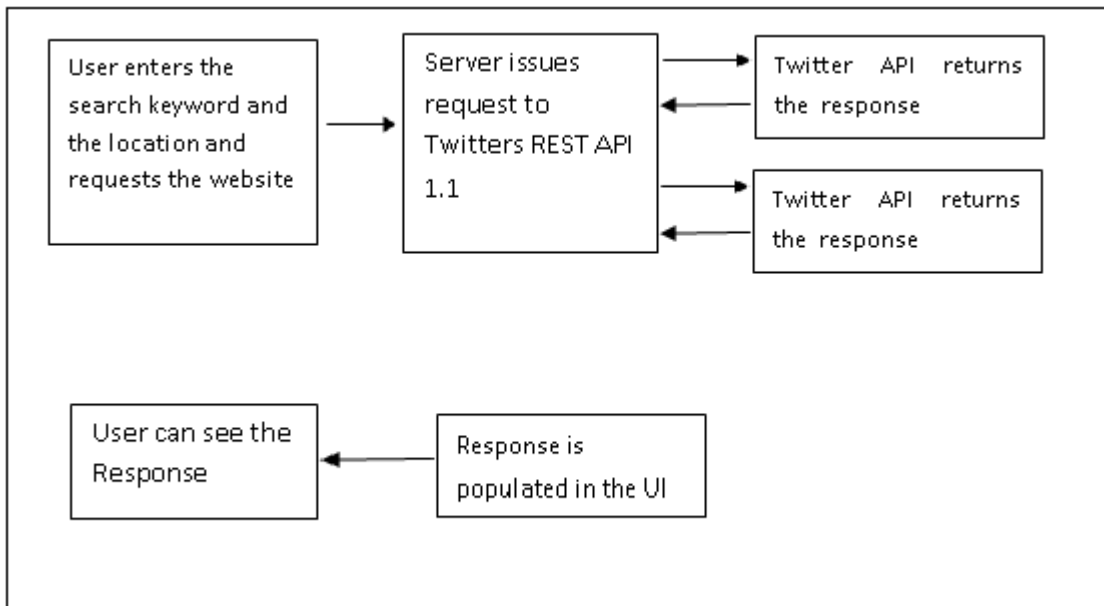 User enters the
search keyword and
the location and
requests the website
Server issues
request to
Twitters REST API
1.1
Twitter API returns
the response
Twitter API returns
the response
User can see the
Response
Response is
populated in the UI